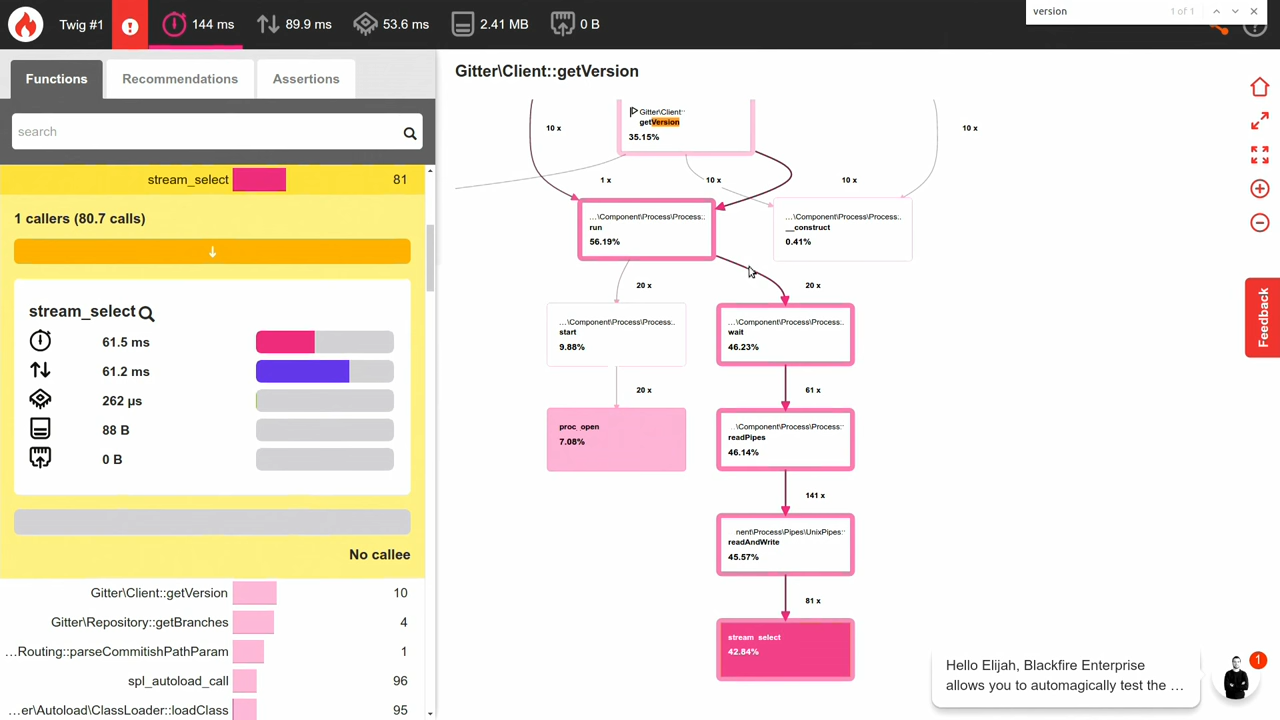 Twig #1
144 ms
89.9 ms
53.6 ms
2.41 MB
0 B
version
1 of 1
Functions
Recommendations
Assertions
search
stream_select
81
1 callers (80.7 calls)
stream_select
61.5 ms
61.2 ms
262 µs
88 B
0 B
No callee
Gitter\Client::getVersion
10
Gitter\Repository::getBranches
4
…Routing::parseCommitishPathParam
1
spl_autoload_call
96
…er/Autoload\ClassLoader::loadClass
95
Gitter\Client::getVersion
Gitter\Client::
getVersion
35.15%
10 x
10 x
1 x
10 x
10 x
…\Component\Process\Process::
run
56.19%
…\Component\Process\Process::
__construct
0.41%
20 x
20 x
…\Component\Process\Process::
start
9.88%
…\Component\Process\Process::
wait
46.23%
20 x
61 x
proc_open
7.08%
…\Component\Process\Process::
readPipes
46.14%
141 x
nent\Process\Pipes\UnixPipes::
readAndWrite
45.57%
81 x
stream_select
42.84%
Feedback
Hello Elijah, Blackfire Enterprise
allows you to automagically test the …
1